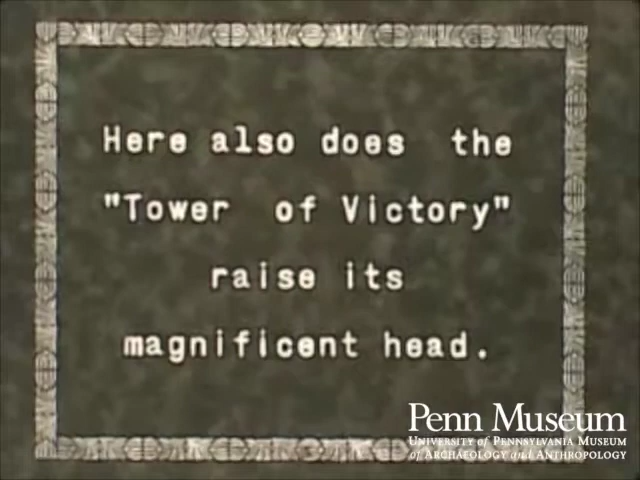 Here also does the
"Tower of Victory"
raise its
magnificent head.
Penn Museum
UNIVERSITY of PENNSYLVANIA MUSEUM
of ARCHAEOLOGY and ANTHROPOLOGY